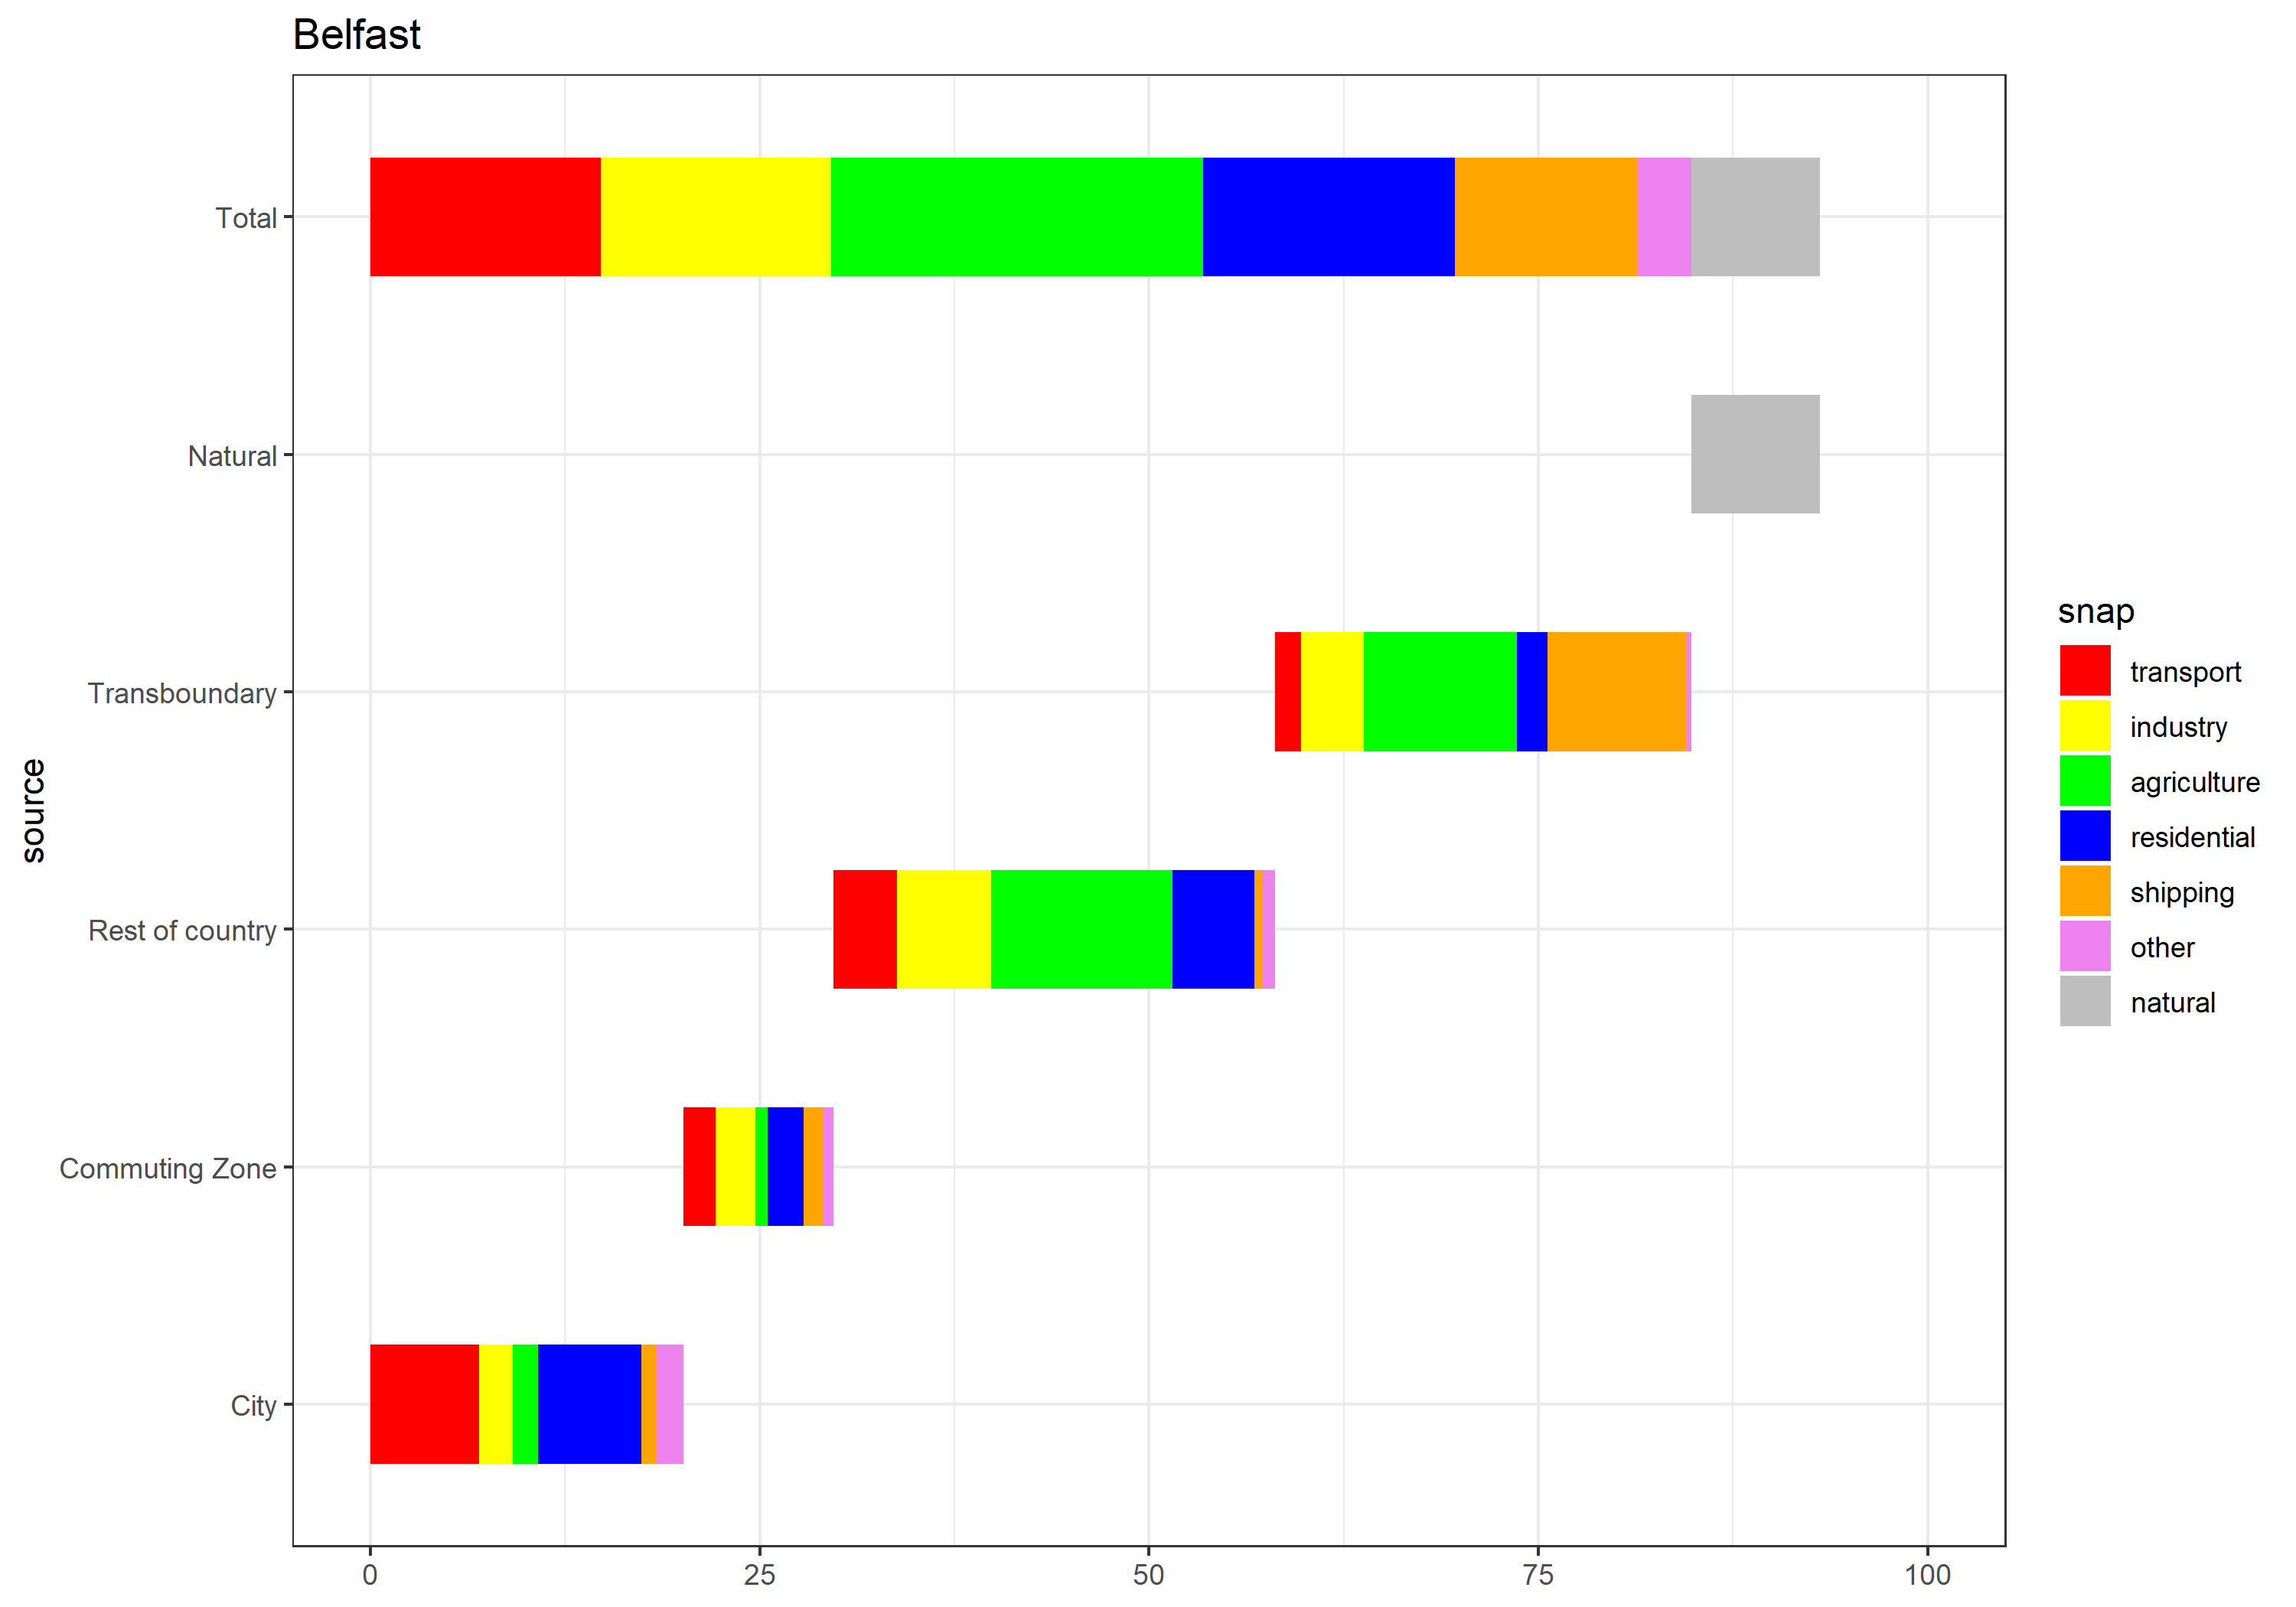 Belfast
source
Total
Natural
Transboundary
Rest of country
Commuting Zone
City
0 25 50 75 100
snap
transport
industry
agriculture
residential
shipping
other
natural